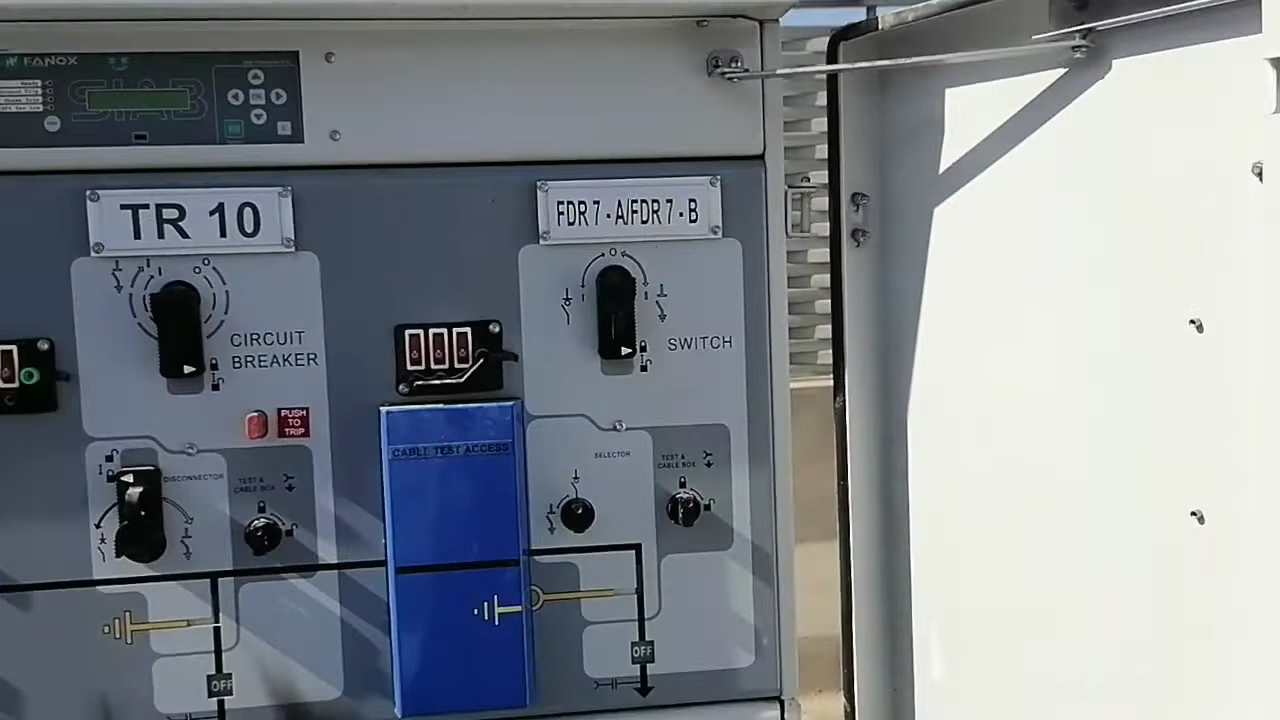 FANOX
SIAB
TR 10
FDR 7 - A/FDR 7 - B
CIRCUIT
BREAKER
SWITCH
PUSH
TO
TRIP
CABLE TEST ACCESS
DISCONNECTOR
TEST &
CABLE BOX
SELECTOR
TEST &
CABLE BOX
OFF
OFF